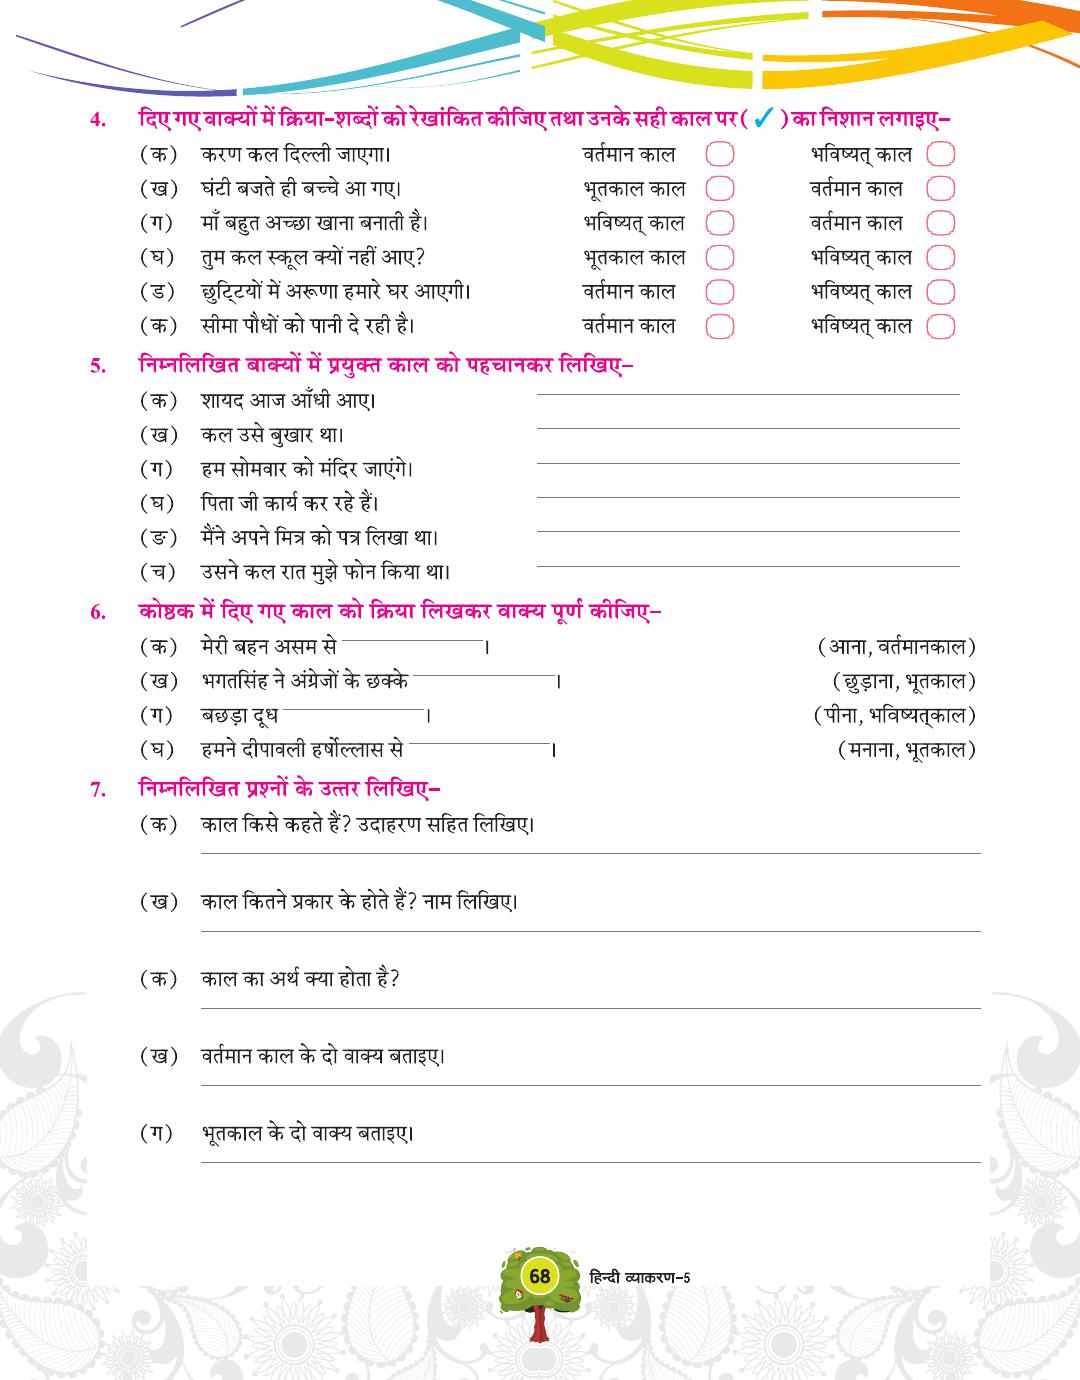 4. दिए गए वाक्यों में क्रिया-शब्दों को रेखांकित कीजिए तथा उनके सही काल पर ( ✓ ) का निशान लगाइए–
(क) करण कल दिल्ली जाएगा। वर्तमान काल भविष्यत् काल
(ख) घंटी बजते ही बच्चे आ गए। भूतकाल काल वर्तमान काल
(ग) माँ बहुत अच्छा खाना बनाती है। भविष्यत् काल वर्तमान काल
(घ) तुम कल स्कूल क्यों नहीं आए? भूतकाल काल भविष्यत् काल
(ड) छुट्टियों में अरूणा हमारे घर आएगी। वर्तमान काल भविष्यत् काल
(क) सीमा पौधों को पानी दे रही है। वर्तमान काल भविष्यत् काल
5. निम्नलिखित बाक्यों में प्रयुक्त काल को पहचानकर लिखिए–
(क) शायद आज आँधी आए।
(ख) कल उसे बुखार था।
(ग) हम सोमवार को मंदिर जाएंगे।
(घ) पिता जी कार्य कर रहे हैं।
(ङ) मैंने अपने मित्र को पत्र लिखा था।
(च) उसने कल रात मुझे फोन किया था।
6. कोष्ठक में दिए गए काल को क्रिया लिखकर वाक्य पूर्ण कीजिए–
(क) मेरी बहन असम से ____________। (आना, वर्तमानकाल)
(ख) भगतसिंह ने अंग्रेजों के छक्के ____________। (छुड़ाना, भूतकाल)
(ग) बछड़ा दूध ____________। (पीना, भविष्यत्काल)
(घ) हमने दीपावली हर्षोल्लास से ____________। (मनाना, भूतकाल)
7. निम्नलिखित प्रश्नों के उत्तर लिखिए–
(क) काल किसे कहते हैं? उदाहरण सहित लिखिए।
(ख) काल कितने प्रकार के होते हैं? नाम लिखिए।
(क) काल का अर्थ क्या होता है?
(ख) वर्तमान काल के दो वाक्य बताइए।
(ग) भूतकाल के दो वाक्य बताइए।
68 हिन्दी व्याकरण–5